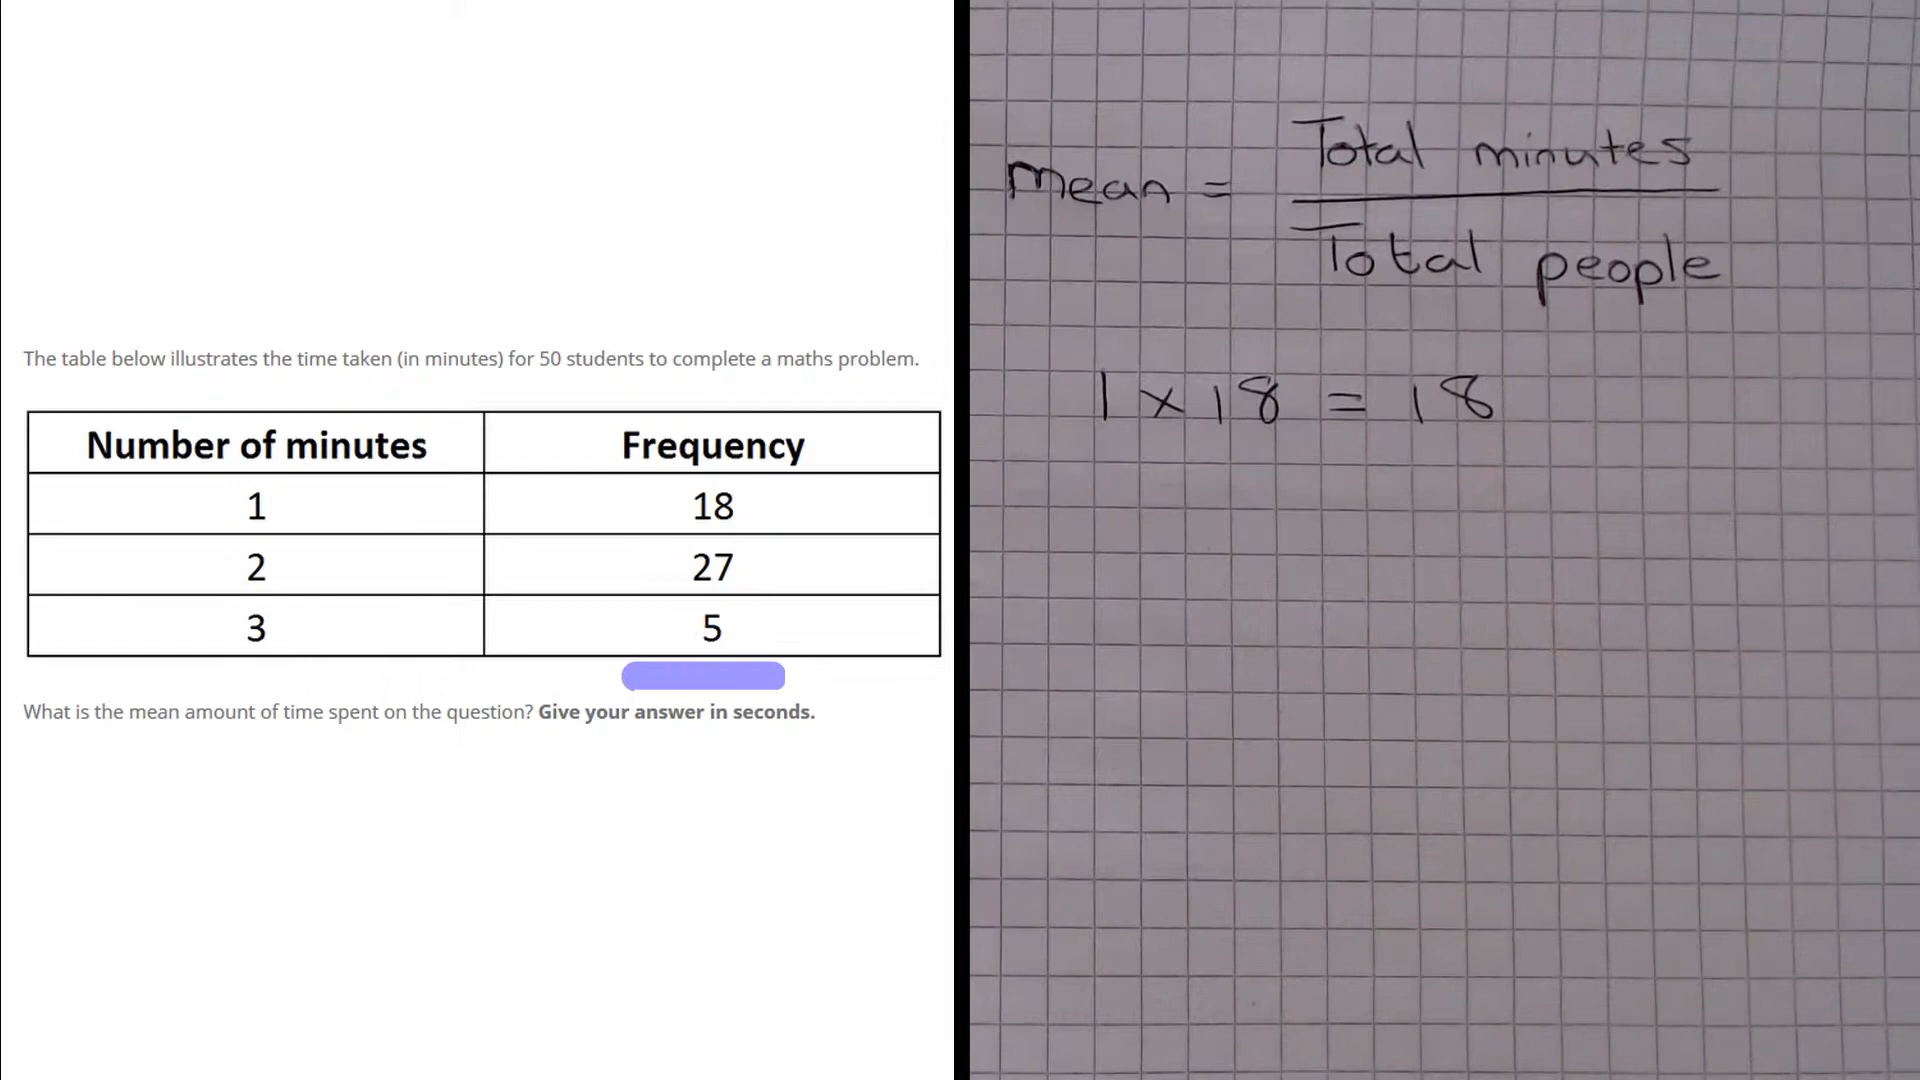 The table below illustrates the time taken (in minutes) for 50 students to complete a maths problem.
Number of minutes Frequency
1 18
2 27
3 5
What is the mean amount of time spent on the question? Give your answer in seconds.
mean = Total minutes
Total people
1 × 18 = 18